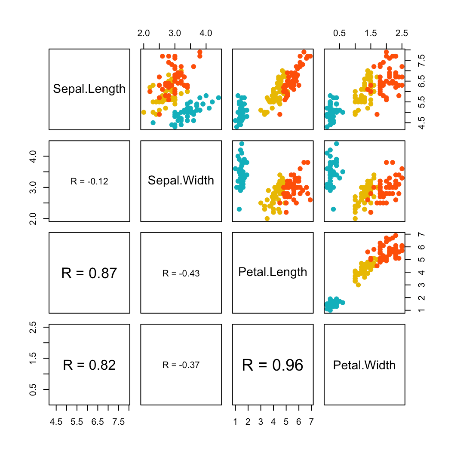 2.0 3.0 4.0 0.5 1.5 2.5
Sepal.Length
4.5 5.5 6.5 7.5
2.0 3.0 4.0
R = -0.12
Sepal.Width
R = 0.87
R = -0.43
Petal.Length
1 2 3 4 5 6 7
0.5 1.5 2.5
R = 0.82
R = -0.37
R = 0.96
Petal.Width
4.5 5.5 6.5 7.5 1 2 3 4 5 6 7